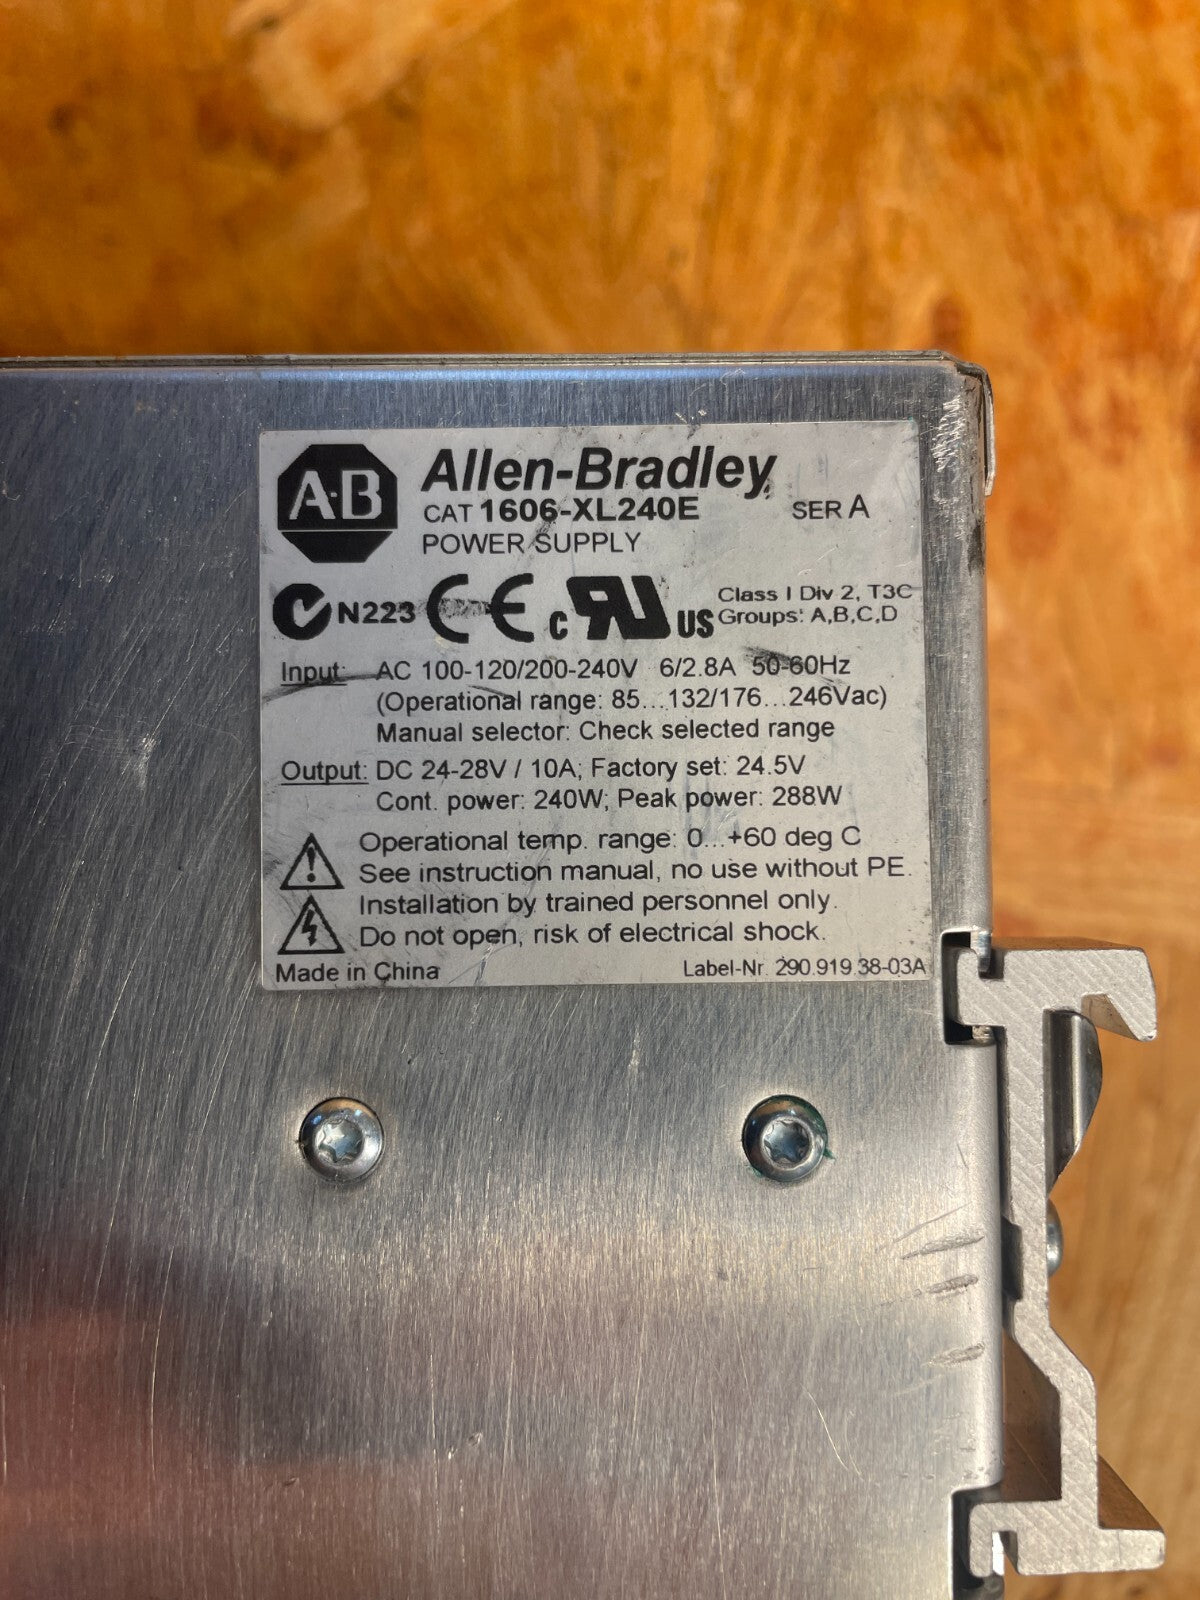 A·B Allen-Bradley
CAT 1606-XL240E SER A
POWER SUPPLY
N223 CE c RU US Class I Div 2, T3C
Groups: A,B,C,D
Input: AC 100-120/200-240V 6/2.8A 50-60Hz
(Operational range: 85...132/176...246Vac)
Manual selector: Check selected range
Output: DC 24-28V / 10A; Factory set: 24.5V
Cont. power: 240W; Peak power: 288W
Operational temp. range: 0...+60 deg C
See instruction manual, no use without PE.
Installation by trained personnel only.
Do not open, risk of electrical shock.
Made in China Label-Nr. 290.919.38-03A